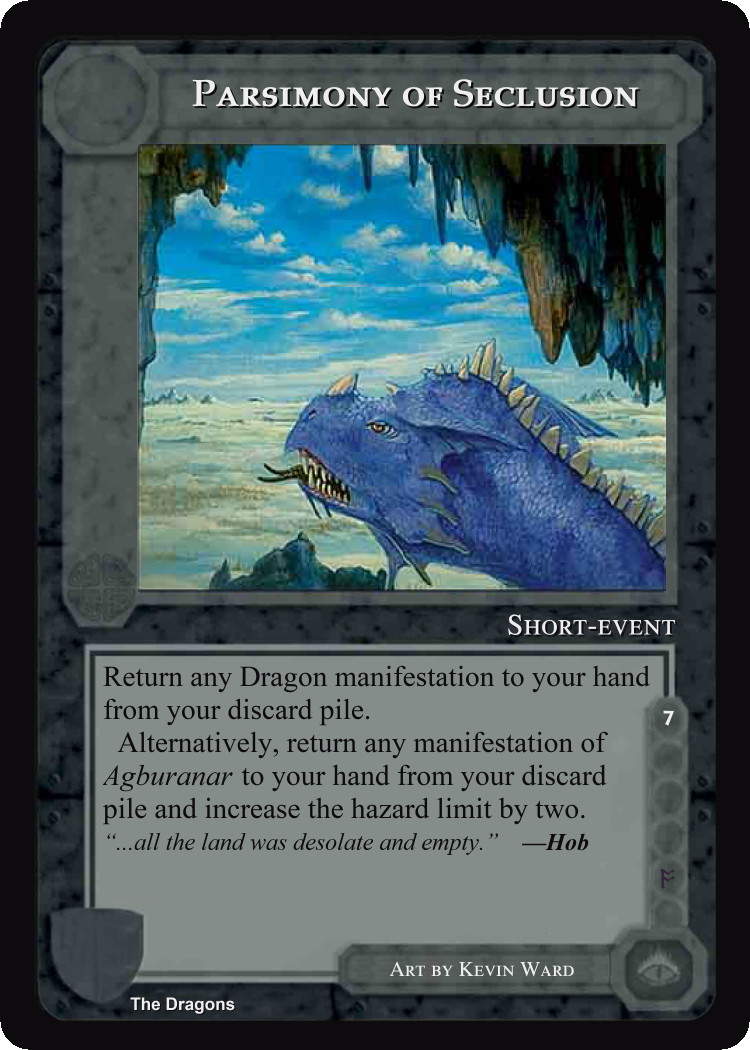 Parsimony of Seclusion
Short-event
Return any Dragon manifestation to your hand
from your discard pile.
Alternatively, return any manifestation of
Agburanar to your hand from your discard
pile and increase the hazard limit by two.
“...all the land was desolate and empty.” —Hob
7
ᚩ
Art by Kevin Ward
The Dragons